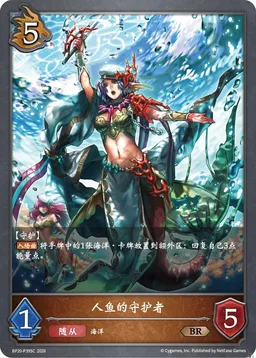 5
【守护】
入场曲 将手牌中的1张海洋·卡牌放置到额外区:回复自己3点
能量点。
人鱼的守护者
1
随从
海洋
BR
5
© Cygames, Inc. Published by NetEase Games